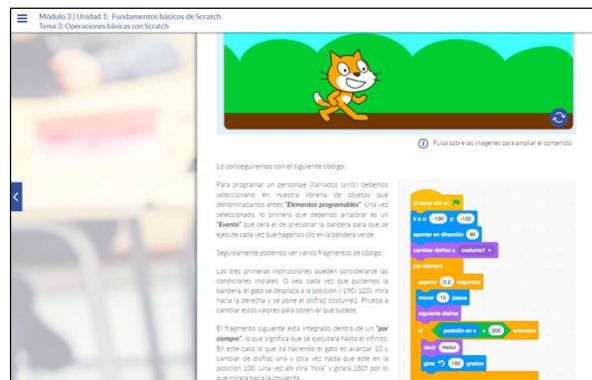 Módulo 3 | Unidad 1: Fundamentos básicos de Scratch
Tema 3: Operaciones básicas con Scratch
Pulsa sobre las imágenes para ampliar el contenido
Lo conseguiremos con el siguiente código:
Para programar un personaje (llamados sprits) debemos
seleccionarlo en nuestra librería de objetos que
denominábamos antes "Elementos programables". Una vez
seleccionado, lo primero que debemos arrastrar es un
"Evento" que será el de presionar la bandera para que se
ejecute cada vez que hagamos clic en la bandera verde.
Seguidamente podemos ver varios fragmentos de código:
Las tres primeras instrucciones pueden considerarse las
condiciones iniciales. O sea, cada vez que pulsemos la
bandera, el gato se desplaza a la posición (-190,-120), mira
hacia la derecha y se pone el disfraz costume1. Prueba a
cambiar estos valores para observar que sucede.
El fragmento siguiente está integrado dentro de un "por
siempre", lo que significa que se ejecutará hasta el infinito.
En este caso lo que irá haciendo el gato es avanzar 10 y
cambiar de disfraz una y otra vez hasta que este en la
posición 100. Una vez ahí dirá "hola" y girará 180º por lo
que mirará hacia la izquierda.
al hacer clic en
ir a x: -190 y: -120
apuntar en dirección 90
cambiar disfraz a costume1
por siempre
esperar 0.2 segundos
mover 10 pasos
siguiente disfraz
si posición en x > 200 entonces
decir Hello!
girar 180 grados